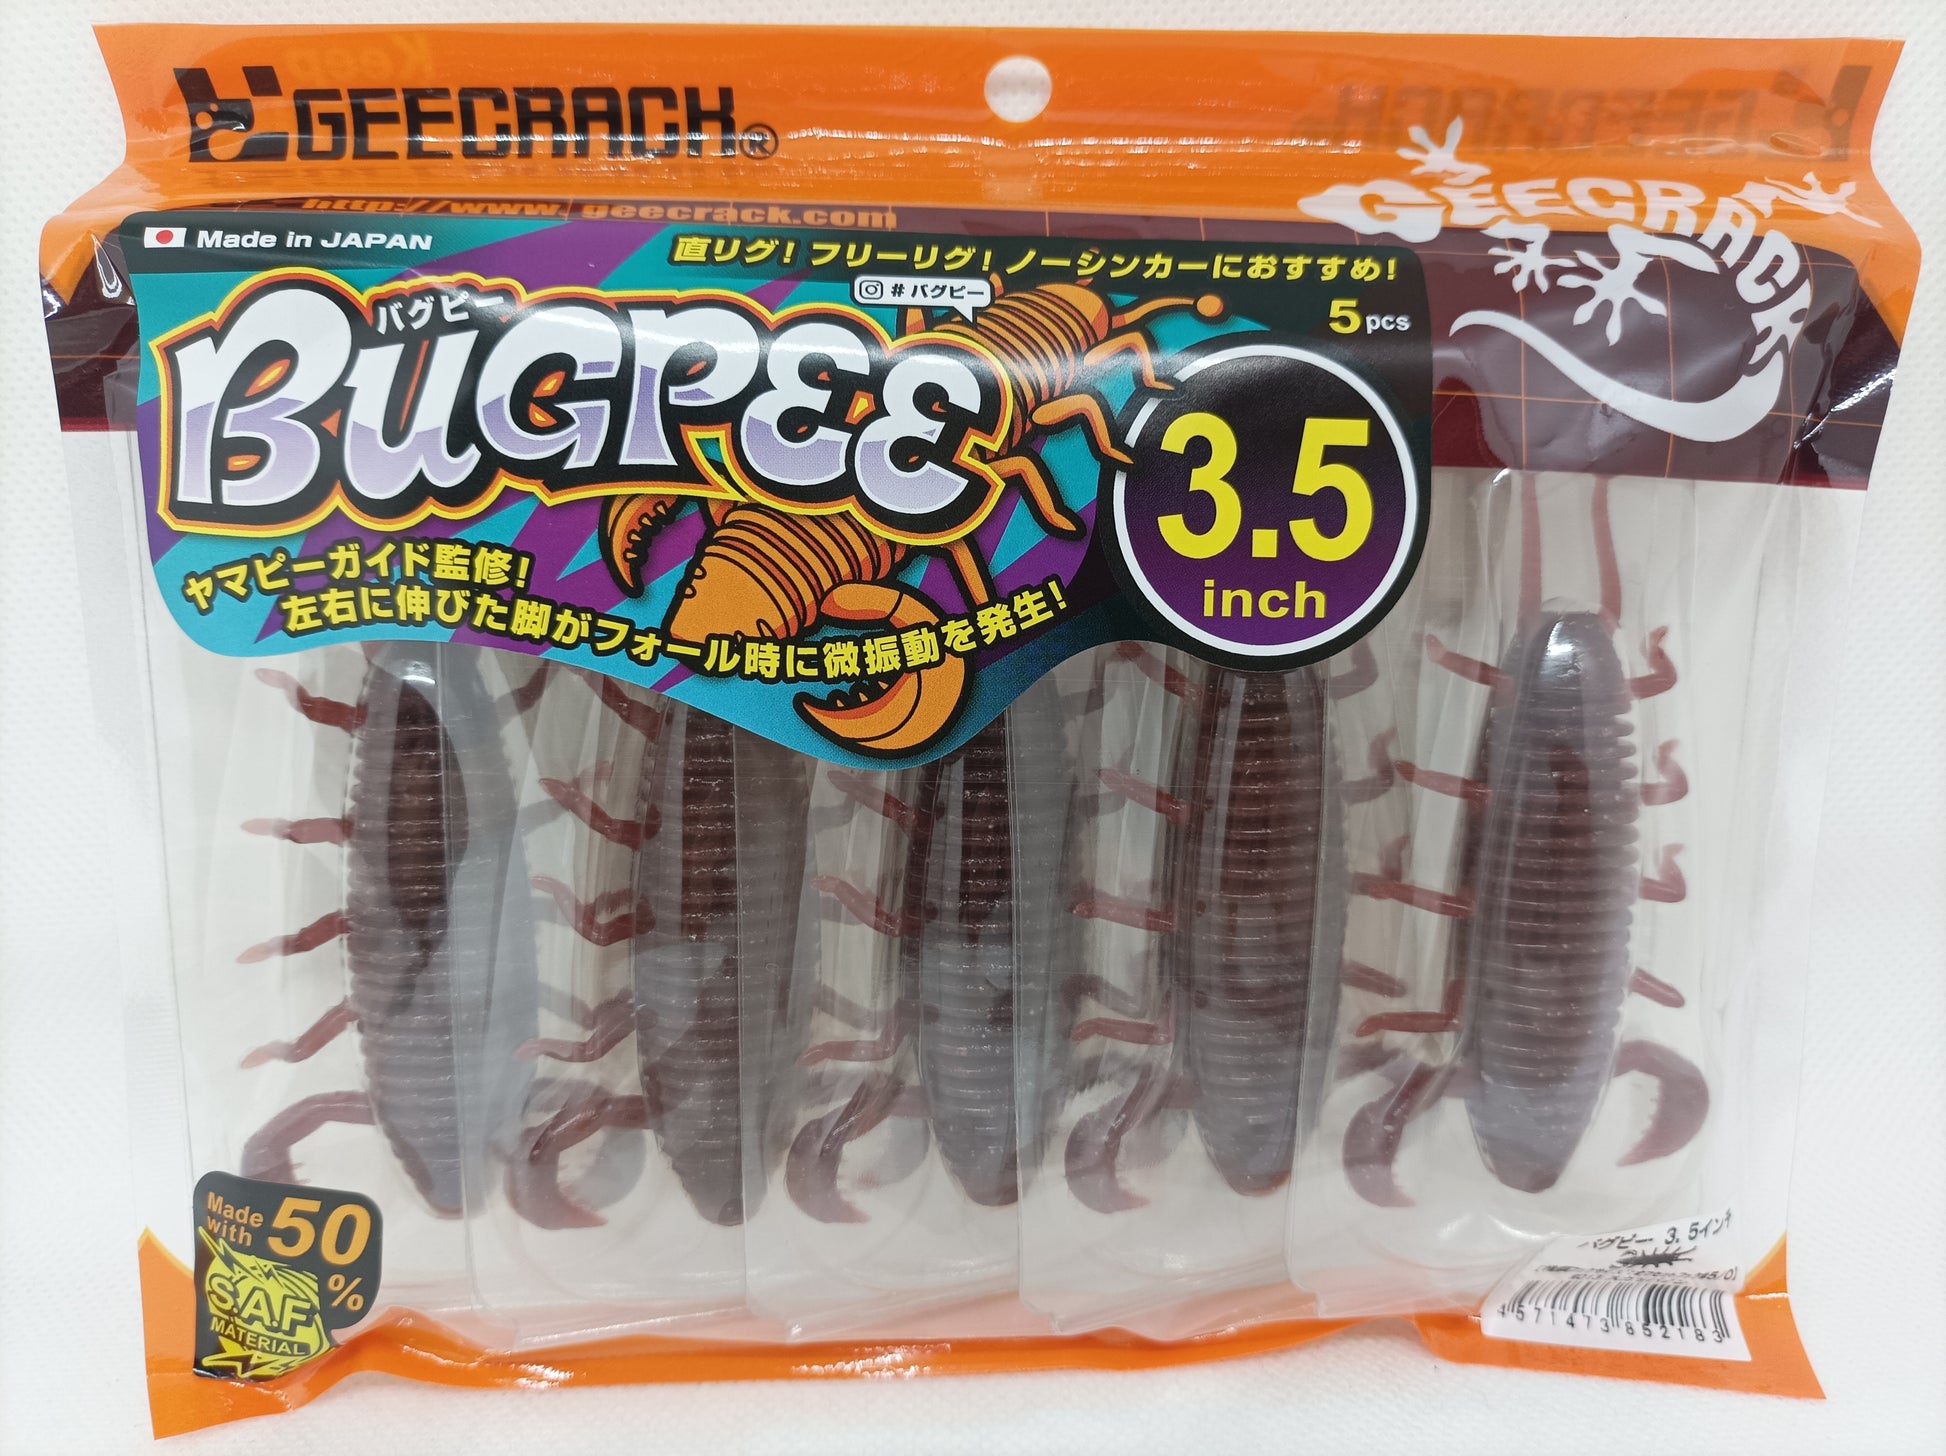 GEECRACK®
http://www.geecrack.com
GEECRACK
Made in JAPAN
直リグ！フリーリグ！ノーシンカーにおすすめ！
#バグピー
5pcs
バグピー
BUGPEE
3.5
inch
ヤマピーガイド監修！
左右に伸びた脚がフォール時に微振動を発生！
Made
with 50
%
S.A.F
MATERIAL
バグピー 3.5インチ
4571473852183